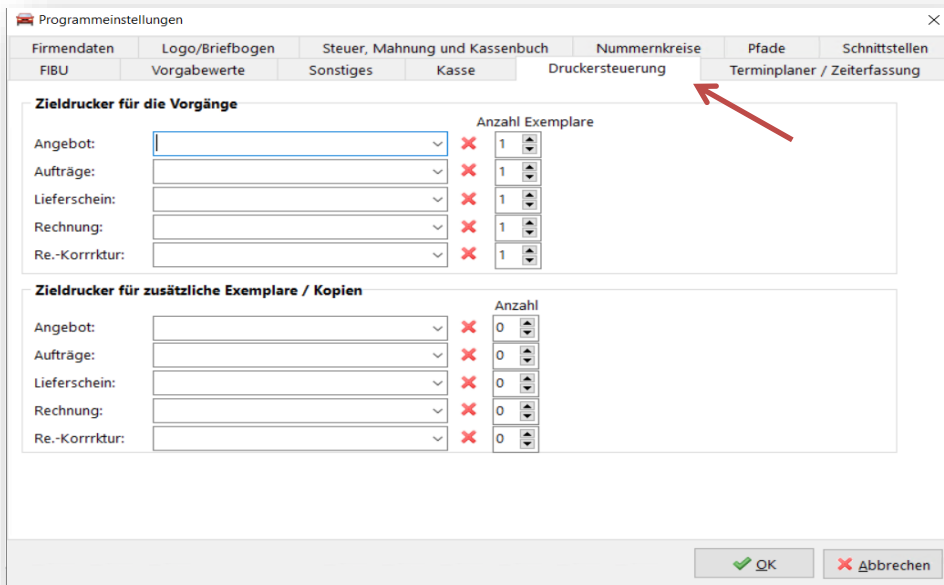 Programmeinstellungen
Firmendaten Logo/Briefbogen Steuer, Mahnung und Kassenbuch Nummernkreise Pfade Schnittstellen
FIBU Vorgabewerte Sonstiges Kasse Druckersteuerung Terminplaner / Zeiterfassung
Zieldrucker für die Vorgänge
Anzahl Exemplare
Angebot: 1
Aufträge: 1
Lieferschein: 1
Rechnung: 1
Re.-Korrrktur: 1
Zieldrucker für zusätzliche Exemplare / Kopien
Anzahl
Angebot: 0
Aufträge: 0
Lieferschein: 0
Rechnung: 0
Re.-Korrrktur: 0
OK Abbrechen